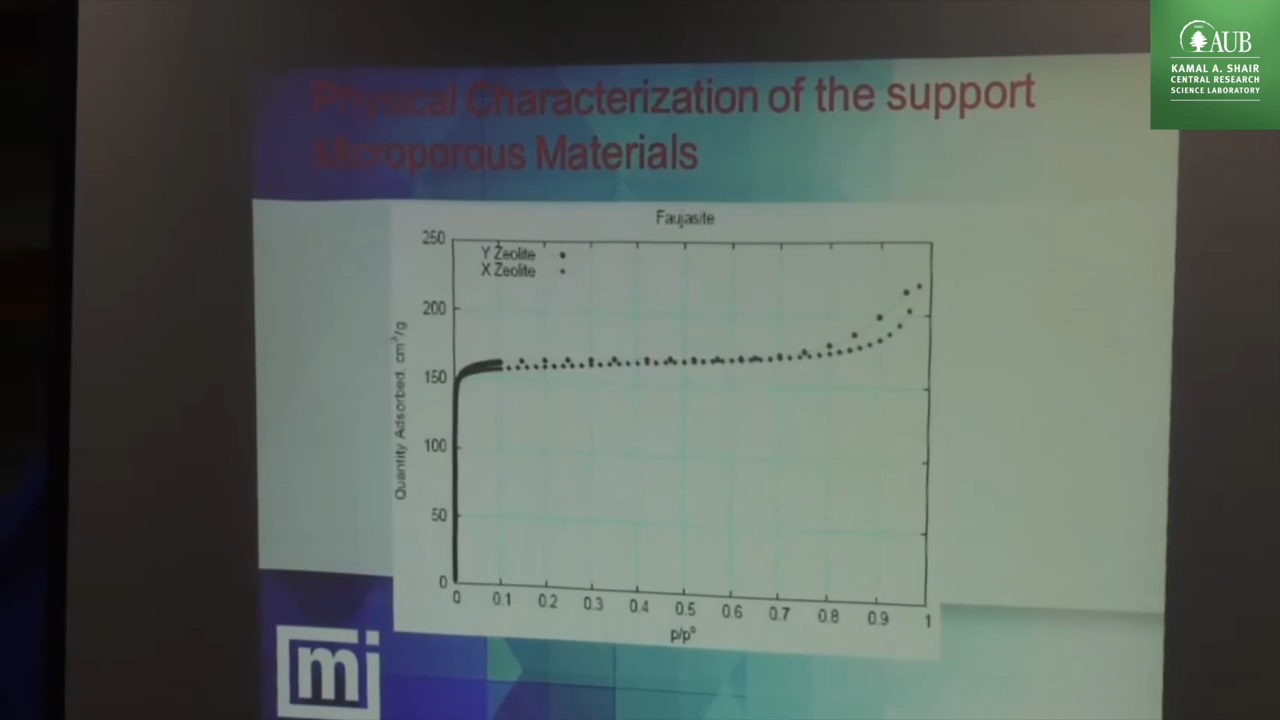 AUB
KAMAL A. SHAIR
CENTRAL RESEARCH
SCIENCE LABORATORY
Physical Characterization of the support
Microporous Materials
Faujasite
Y Zeolite
X Zeolite
250
200
150
100
50
0
Quantity Adsorbed, cm³/g
0 0.1 0.2 0.3 0.4 0.5 0.6 0.7 0.8 0.9 1
p/p°
mi